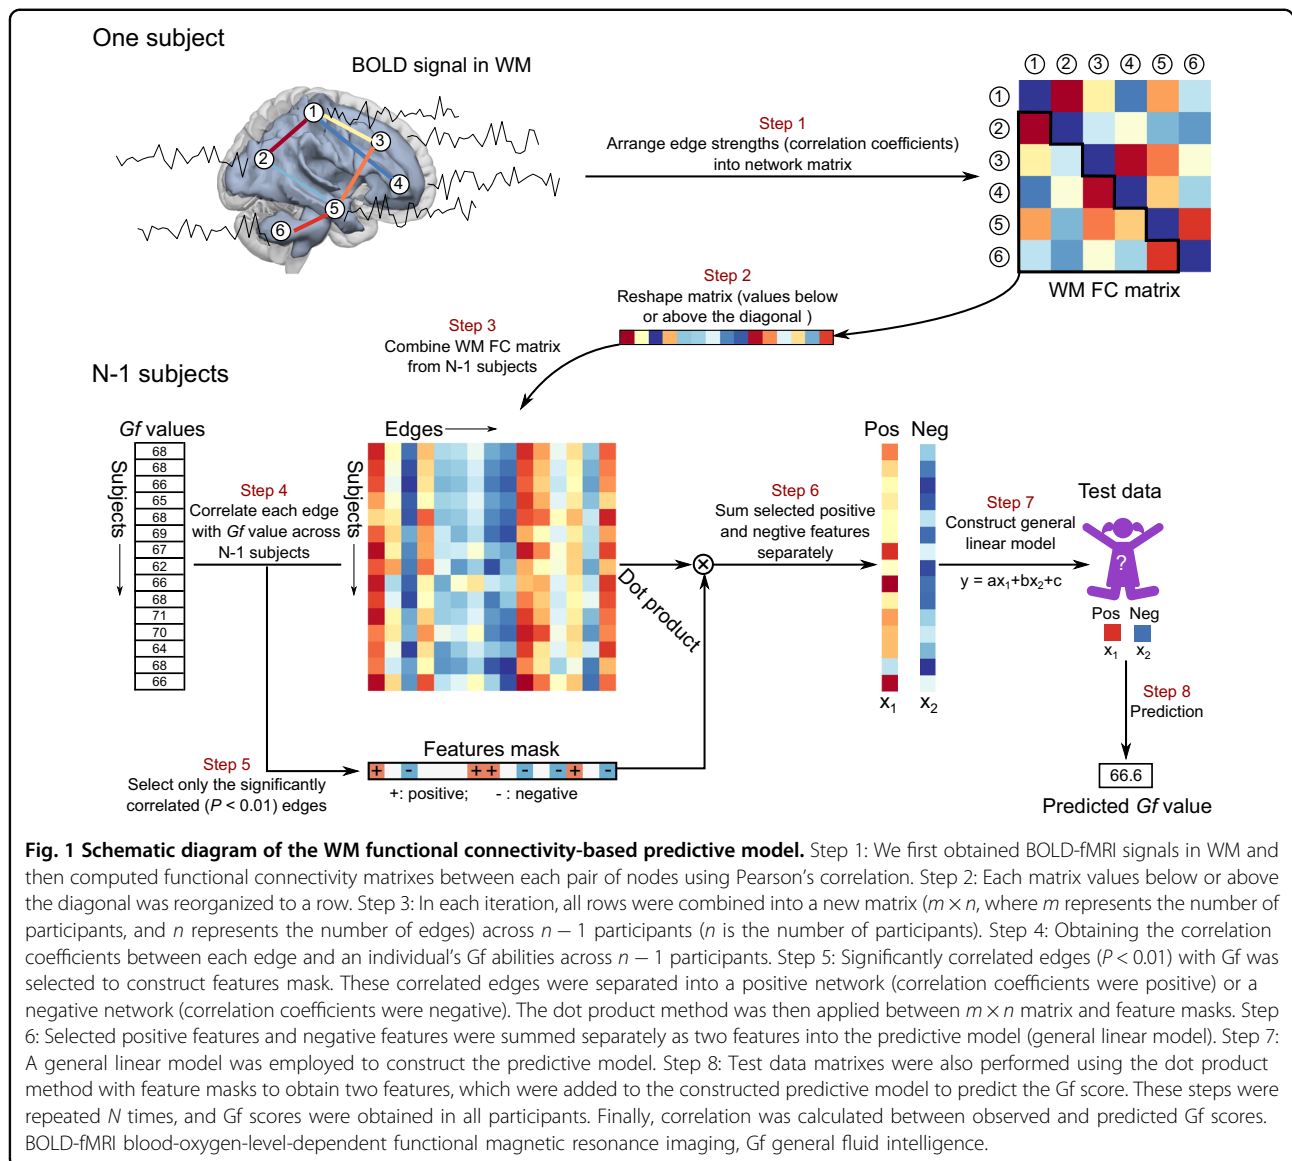 One subject
BOLD signal in WM
① ② ③ ④ ⑤ ⑥
①
②
③
④
⑤
⑥
1
2
3
4
5
6
Step 1
Arrange edge strengths (correlation coefficients)
into network matrix
WM FC matrix
Step 2
Reshape matrix (values below
or above the diagonal )
Step 3
Combine WM FC matrix
from N-1 subjects
N-1 subjects
Gf values
Subjects
68
68
66
65
68
69
67
62
66
68
71
70
64
68
66
Step 4
Correlate each edge
with Gf value across
N-1 subjects
Edges
Subjects
Dot product
Step 5
Select only the significantly
correlated (P < 0.01) edges
Features mask
+ - + + - - + -
+: positive; - : negative
Step 6
Sum selected positive
and negtive features
separately
Pos Neg
x₁ x₂
Step 7
Construct general
linear model
y = ax₁+bx₂+c
Test data
?
Pos Neg
x₁ x₂
Step 8
Prediction
66.6
Predicted Gf value
Fig. 1 Schematic diagram of the WM functional connectivity-based predictive model. Step 1: We first obtained BOLD-fMRI signals in WM and
then computed functional connectivity matrixes between each pair of nodes using Pearson's correlation. Step 2: Each matrix values below or above
the diagonal was reorganized to a row. Step 3: In each iteration, all rows were combined into a new matrix (m × n, where m represents the number of
participants, and n represents the number of edges) across n − 1 participants (n is the number of participants). Step 4: Obtaining the correlation
coefficients between each edge and an individual's Gf abilities across n − 1 participants. Step 5: Significantly correlated edges (P < 0.01) with Gf was
selected to construct features mask. These correlated edges were separated into a positive network (correlation coefficients were positive) or a
negative network (correlation coefficients were negative). The dot product method was then applied between m × n matrix and feature masks. Step
6: Selected positive features and negative features were summed separately as two features into the predictive model (general linear model). Step 7:
A general linear model was employed to construct the predictive model. Step 8: Test data matrixes were also performed using the dot product
method with feature masks to obtain two features, which were added to the constructed predictive model to predict the Gf score. These steps were
repeated N times, and Gf scores were obtained in all participants. Finally, correlation was calculated between observed and predicted Gf scores.
BOLD-fMRI blood-oxygen-level-dependent functional magnetic resonance imaging, Gf general fluid intelligence.